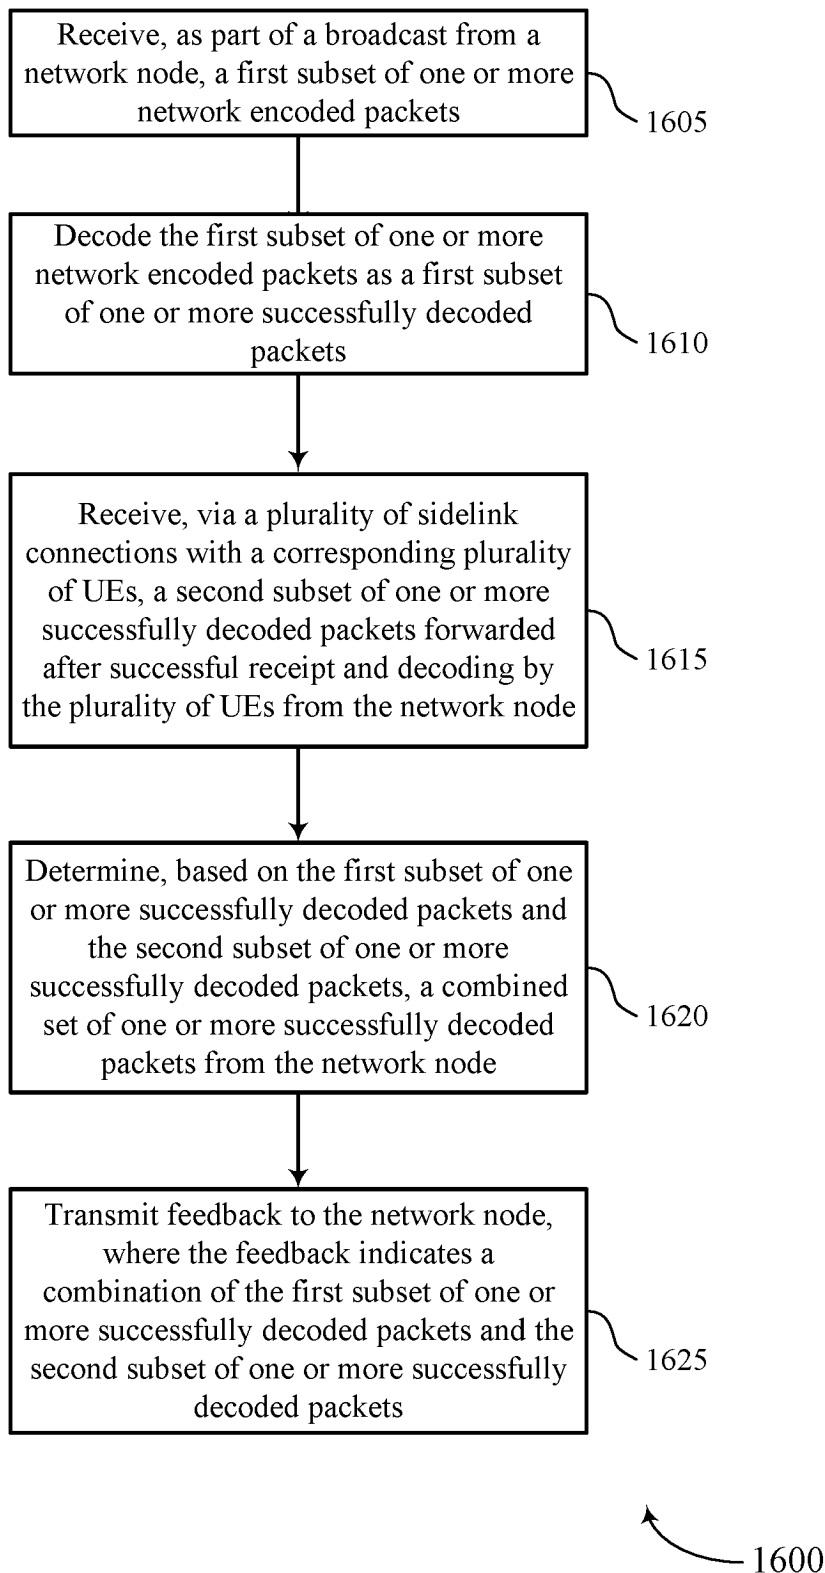 Receive, as part of a broadcast from a
network node, a first subset of one or more
network encoded packets
1605
Decode the first subset of one or more
network encoded packets as a first subset
of one or more successfully decoded
packets
1610
Receive, via a plurality of sidelink
connections with a corresponding plurality
of UEs, a second subset of one or more
successfully decoded packets forwarded
after successful receipt and decoding by
the plurality of UEs from the network node
1615
Determine, based on the first subset of one
or more successfully decoded packets and
the second subset of one or more
successfully decoded packets, a combined
set of one or more successfully decoded
packets from the network node
1620
Transmit feedback to the network node,
where the feedback indicates a
combination of the first subset of one or
more successfully decoded packets and the
second subset of one or more successfully
decoded packets
1625
1600